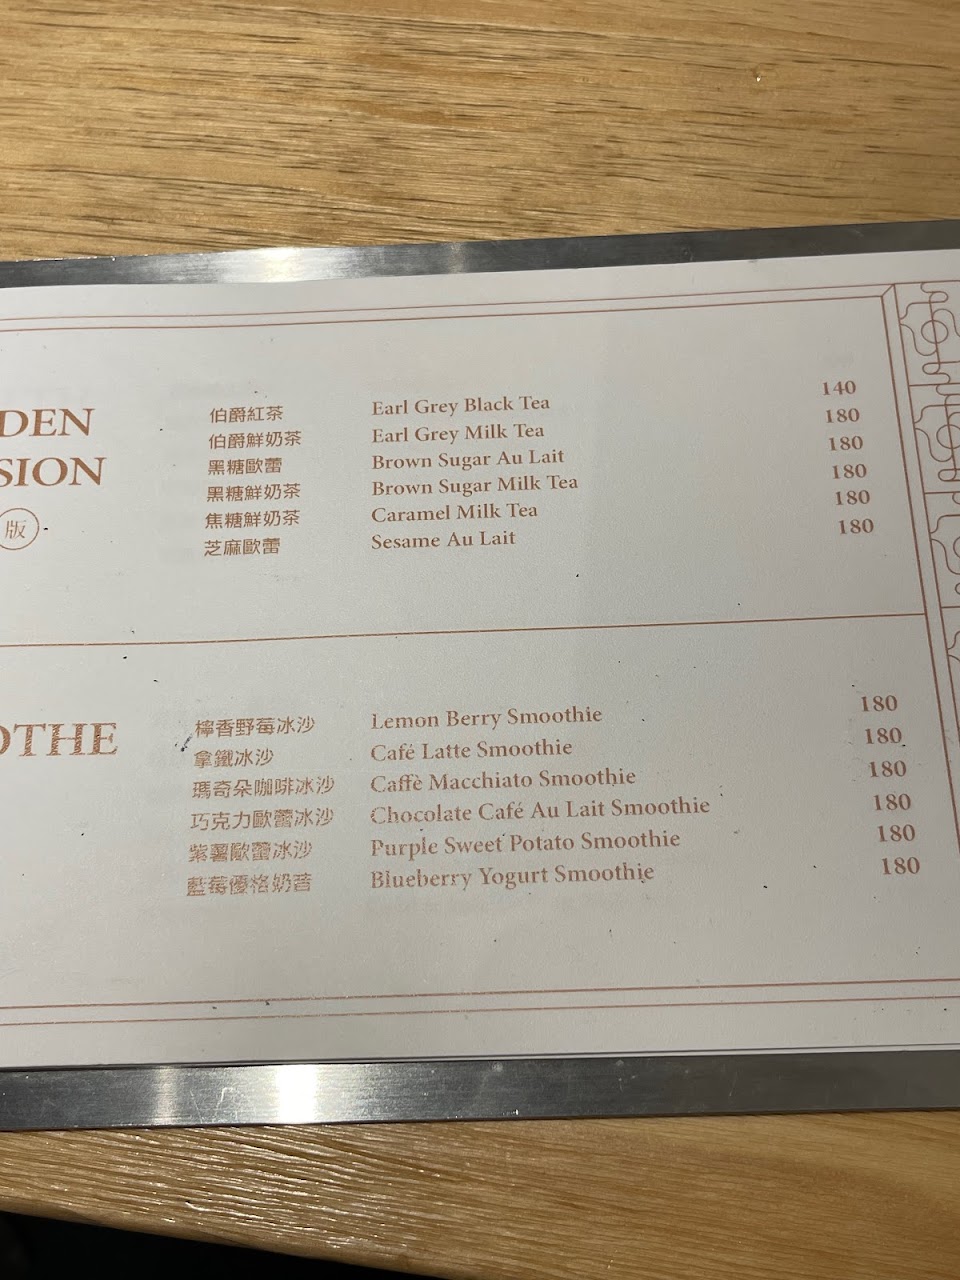 DEN
SION
版
伯爵紅茶 Earl Grey Black Tea 140
伯爵鮮奶茶 Earl Grey Milk Tea 180
黑糖歐蕾 Brown Sugar Au Lait 180
黑糖鮮奶茶 Brown Sugar Milk Tea 180
焦糖鮮奶茶 Caramel Milk Tea 180
芝麻歐蕾 Sesame Au Lait 180
OTHE
檸香野莓冰沙 Lemon Berry Smoothie 180
拿鐵冰沙 Café Latte Smoothie 180
瑪奇朵咖啡冰沙 Caffè Macchiato Smoothie 180
巧克力歐蕾冰沙 Chocolate Café Au Lait Smoothie 180
紫薯歐蕾冰沙 Purple Sweet Potato Smoothie 180
藍莓優格奶昔 Blueberry Yogurt Smoothie 180